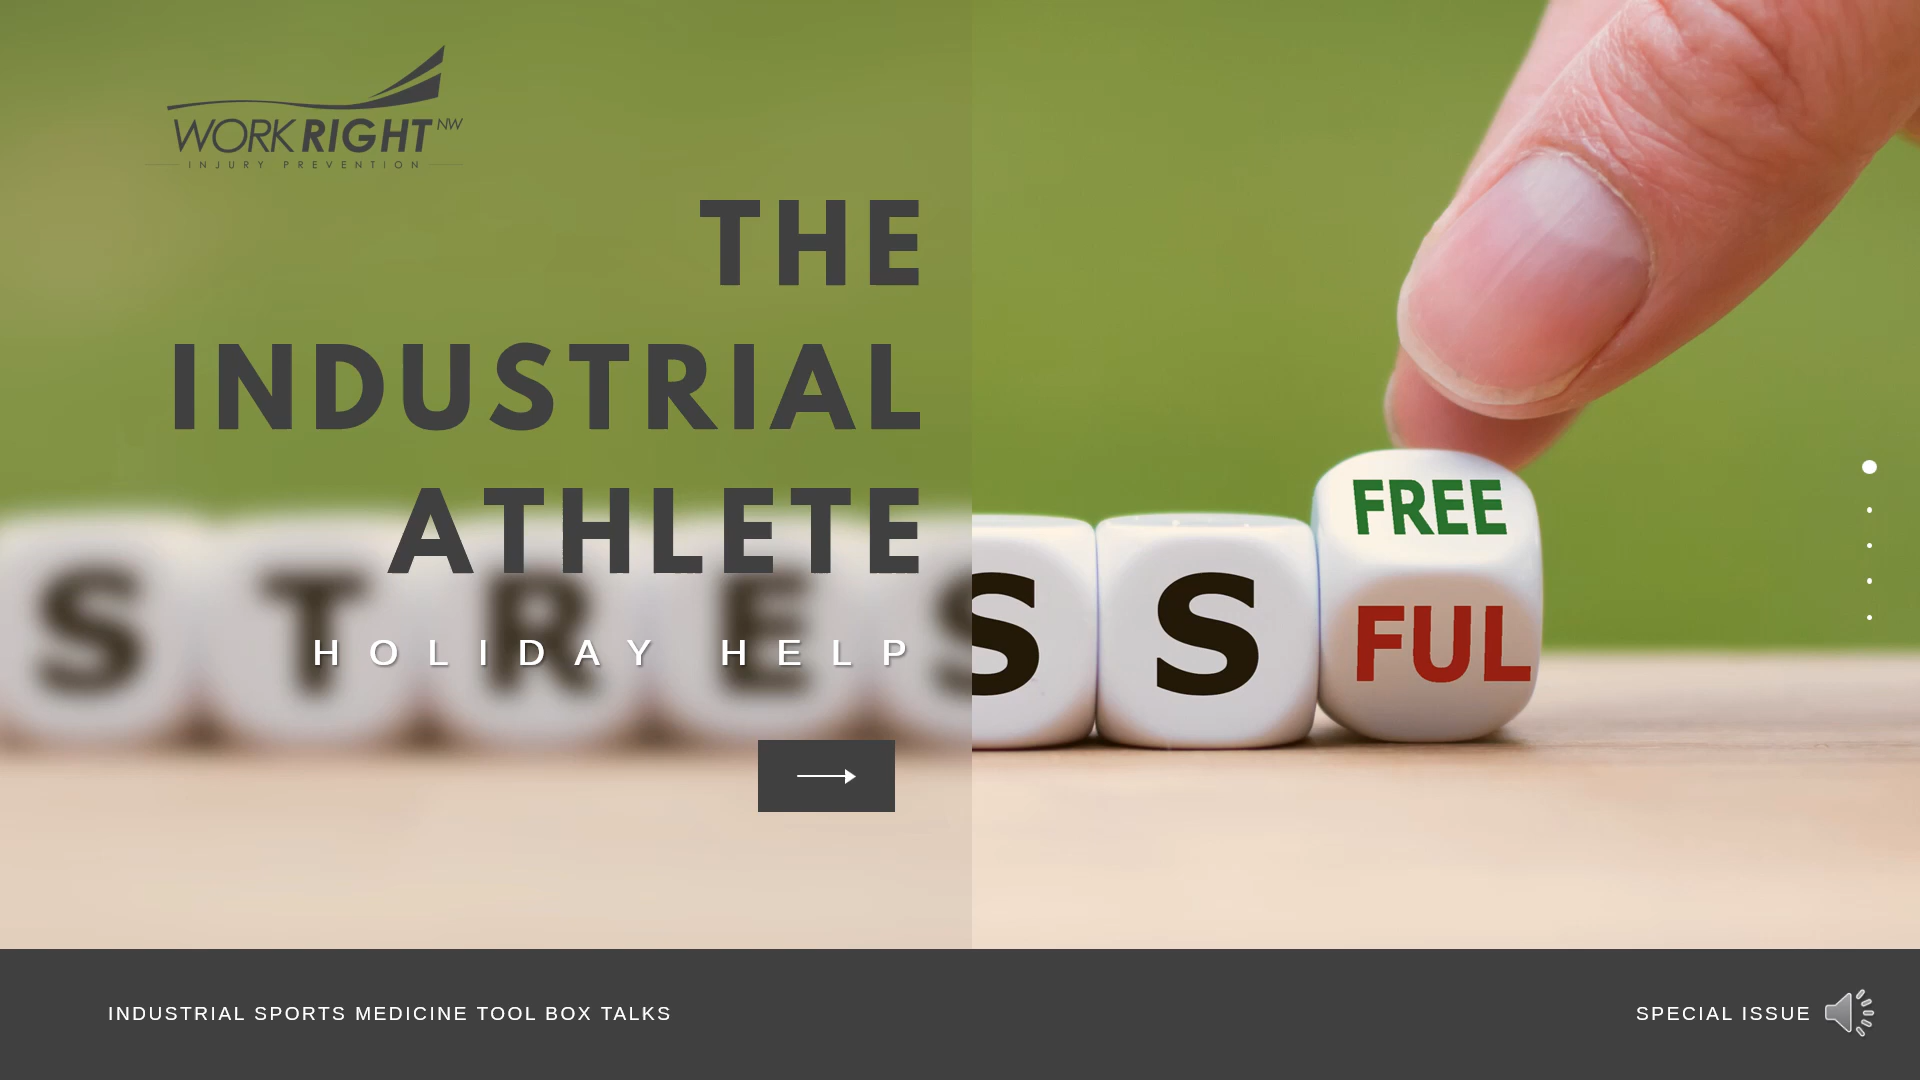 WORK RIGHT NW
INJURY PREVENTION
THE
INDUSTRIAL
ATHLETE
HOLIDAY HELP
STRESS
FREE
FUL
INDUSTRIAL SPORTS MEDICINE TOOL BOX TALKS
SPECIAL ISSUE